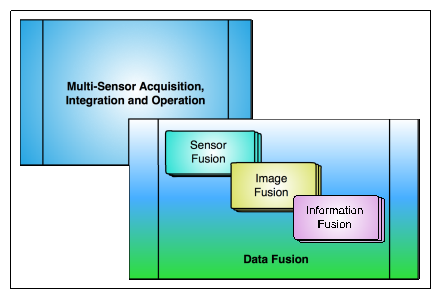 Multi-Sensor Acquisition,
Integration and Operation
Sensor
Fusion
Image
Fusion
Information
Fusion
Data Fusion